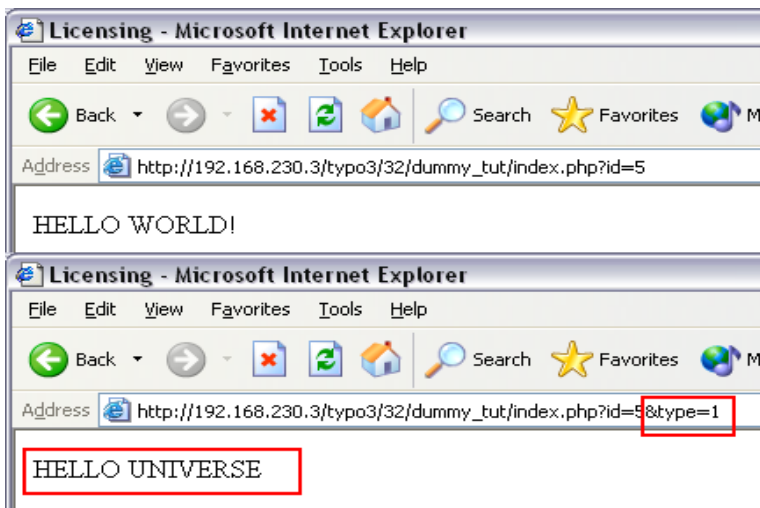 Licensing - Microsoft Internet Explorer
File Edit View Favorites Tools Help
Back Search Favorites M
Address http://192.168.230.3/typo3/32/dummy_tut/index.php?id=5
HELLO WORLD!
Licensing - Microsoft Internet Explorer
File Edit View Favorites Tools Help
Back Search Favorites M
Address http://192.168.230.3/typo3/32/dummy_tut/index.php?id=5&type=1
HELLO UNIVERSE